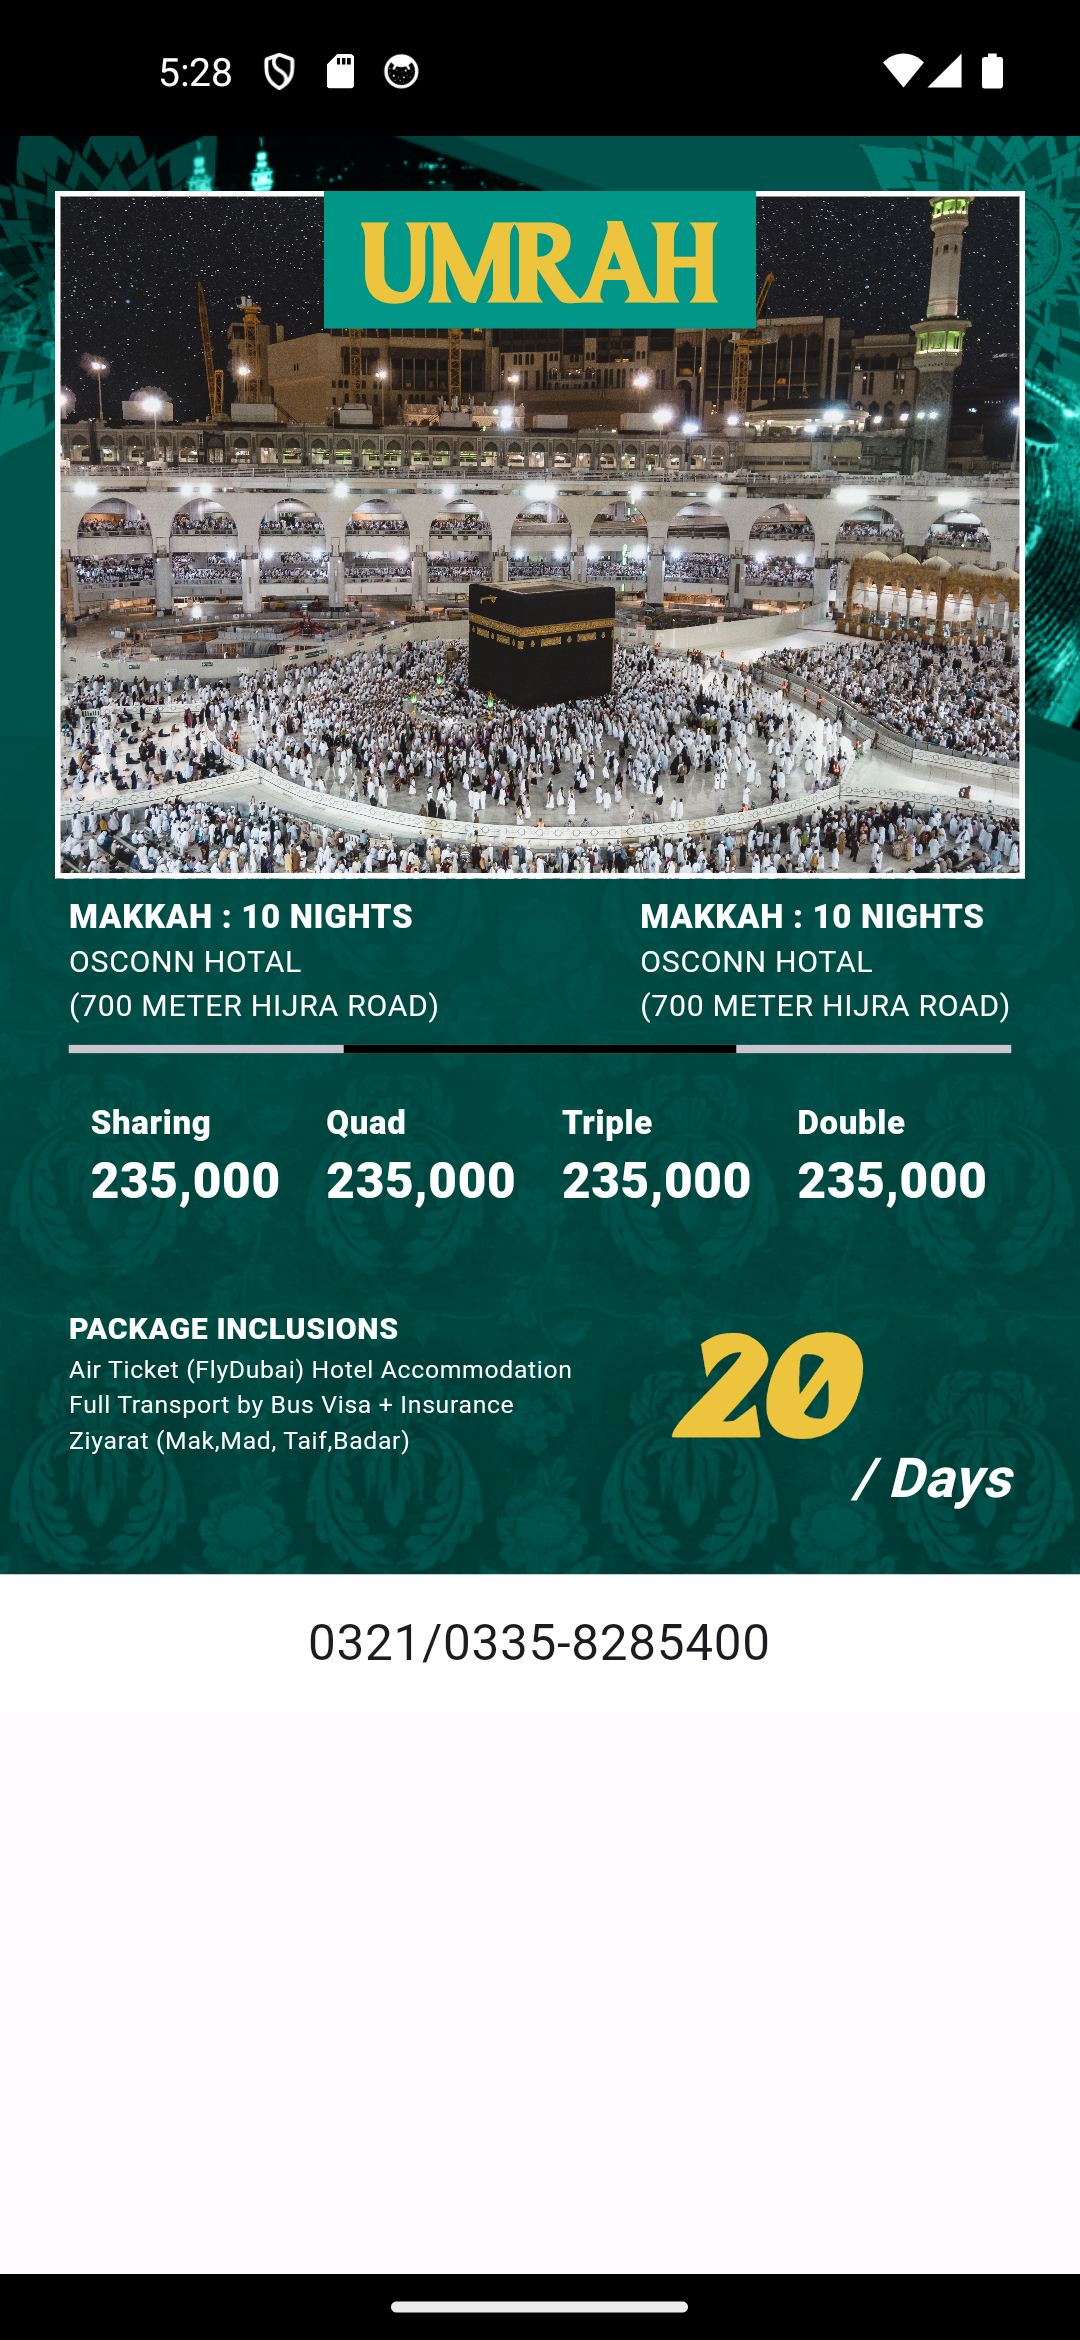 5:28
UMRAH
MAKKAH : 10 NIGHTS
OSCONN HOTAL
(700 METER HIJRA ROAD)
MAKKAH : 10 NIGHTS
OSCONN HOTAL
(700 METER HIJRA ROAD)
Sharing
235,000
Quad
235,000
Triple
235,000
Double
235,000
PACKAGE INCLUSIONS
Air Ticket (FlyDubai) Hotel Accommodation
Full Transport by Bus Visa + Insurance
Ziyarat (Mak,Mad, Taif,Badar)
20
/ Days
0321/0335-8285400